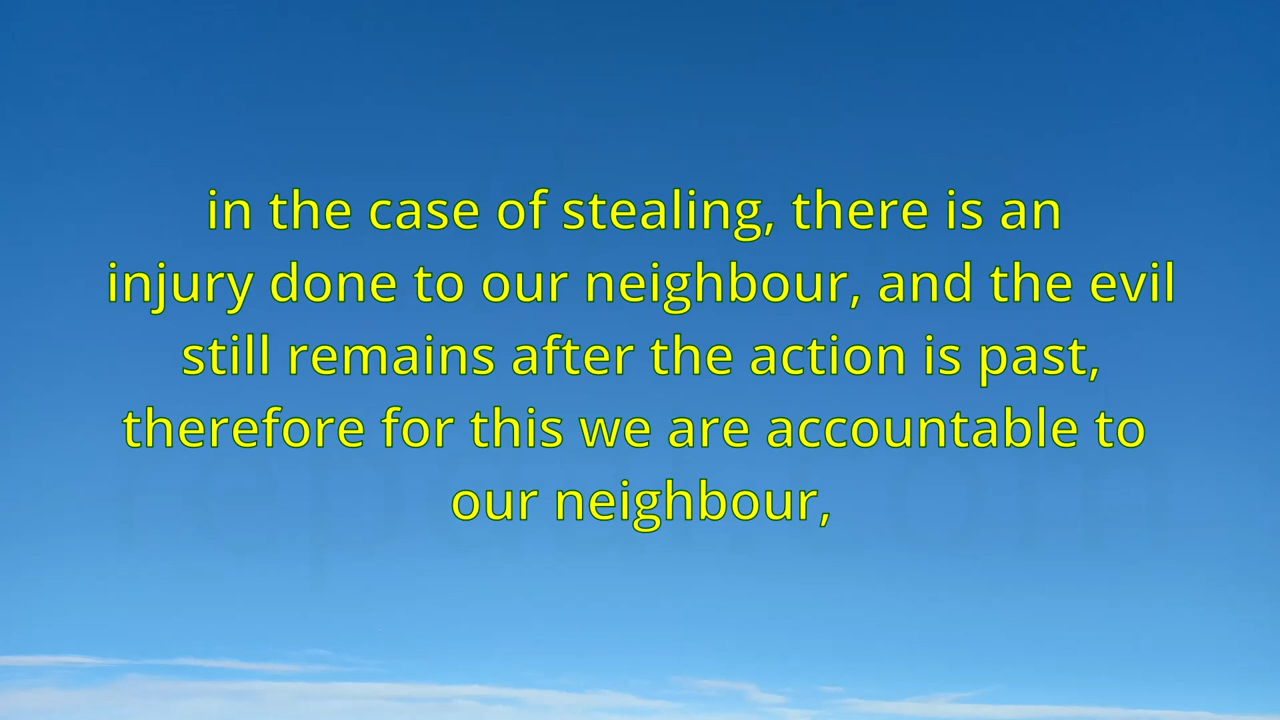 in the case of stealing, there is an
injury done to our neighbour, and the evil
still remains after the action is past,
therefore for this we are accountable to
our neighbour,